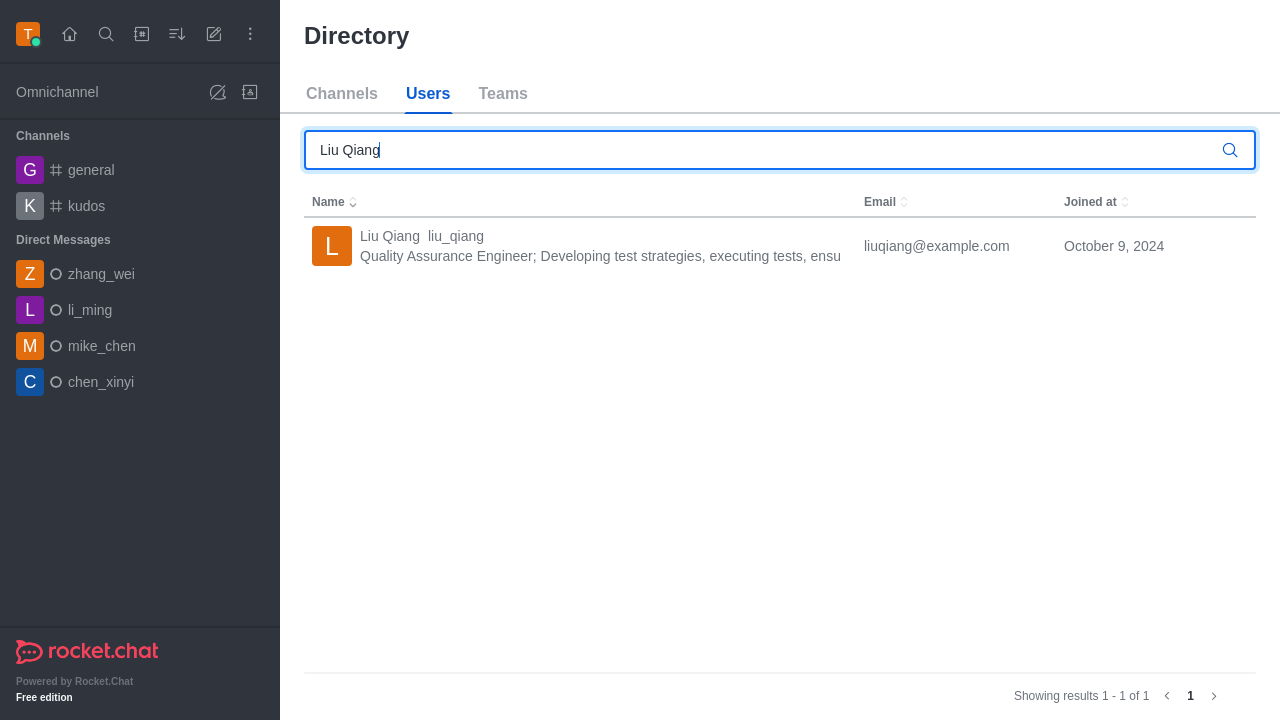 T
Directory
Channels Users Teams
Omnichannel
Liu Qiang
Channels
G general
K kudos
Direct Messages
Z zhang_wei
L li_ming
M mike_chen
C chen_xinyi
Name Email Joined at
L
Liu Qiang liu_qiang
Quality Assurance Engineer; Developing test strategies, executing tests, ensu
liuqiang@example.com
October 9, 2024
rocket.chat
Powered by Rocket.Chat
Free edition
Showing results 1 - 1 of 1 1